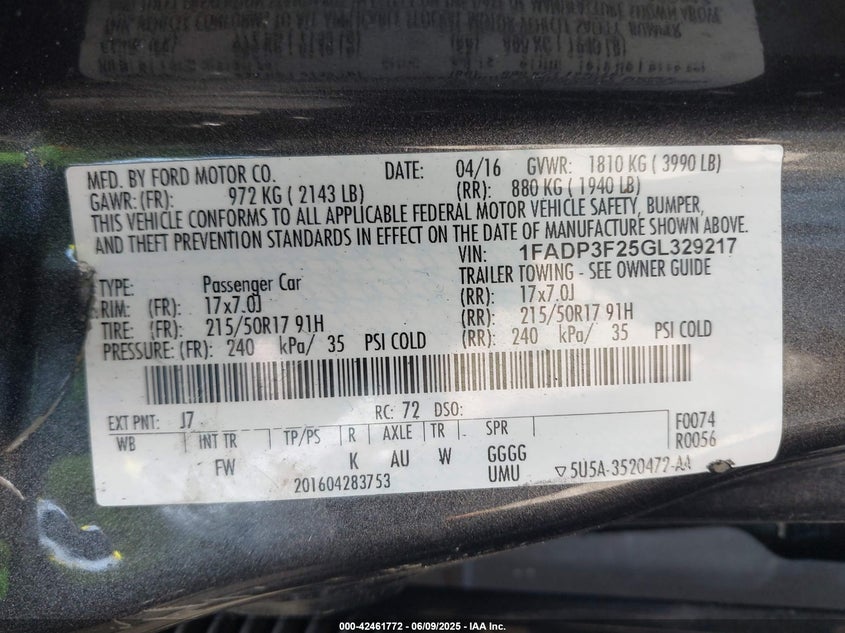 MFD. BY FORD MOTOR CO. DATE: 04/16 GVWR: 1810 KG ( 3990 LB)
GAWR: (FR): 972 KG ( 2143 LB) (RR): 880 KG ( 1940 LB)
THIS VEHICLE CONFORMS TO ALL APPLICABLE FEDERAL MOTOR VEHICLE SAFETY, BUMPER,
AND THEFT PREVENTION STANDARDS IN EFFECT ON THE DATE OF MANUFACTURE SHOWN ABOVE.
VIN: 1FADP3F25GL329217
TYPE: Passenger Car TRAILER TOWING - SEE OWNER GUIDE
RIM: (FR): 17x7.0J (RR): 17x7.0J
TIRE: (FR): 215/50R17 91H (RR): 215/50R17 91H
PRESSURE: (FR): 240 kPa/ 35 PSI COLD (RR): 240 kPa/ 35 PSI COLD
EXT PNT: J7 RC: 72 DSO: F0074
WB INT TR TP/PS R AXLE TR SPR R0056
FW K AU W GGGG
201604283753 UMU ▽5U5A-3520472-AA
000-42461772 - 06/09/2025 - IAA Inc.